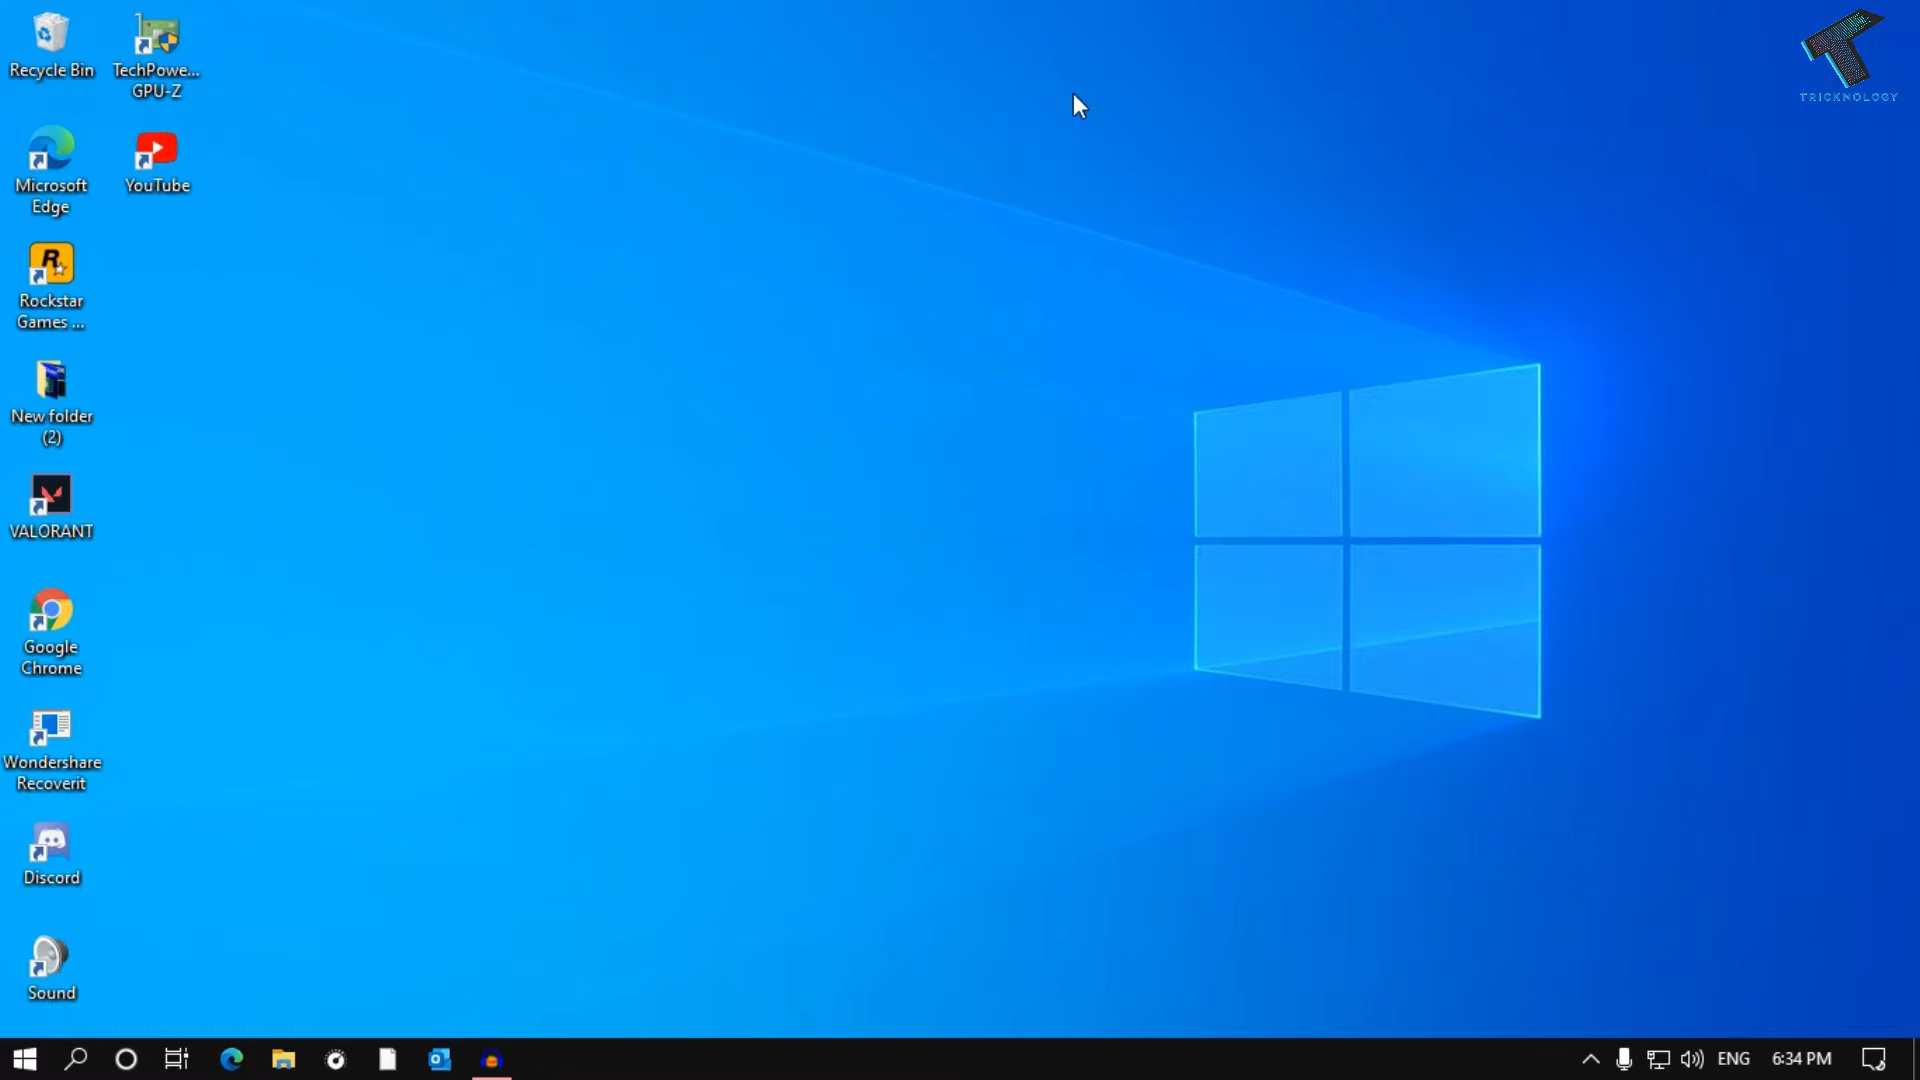 Recycle Bin
TechPowe...
GPU-Z
TRICKNOLOGY
Microsoft
Edge
YouTube
Rockstar
Games ...
New folder
(2)
VALORANT
Google
Chrome
Wondershare
Recoverit
Discord
Sound
ENG
6:34 PM